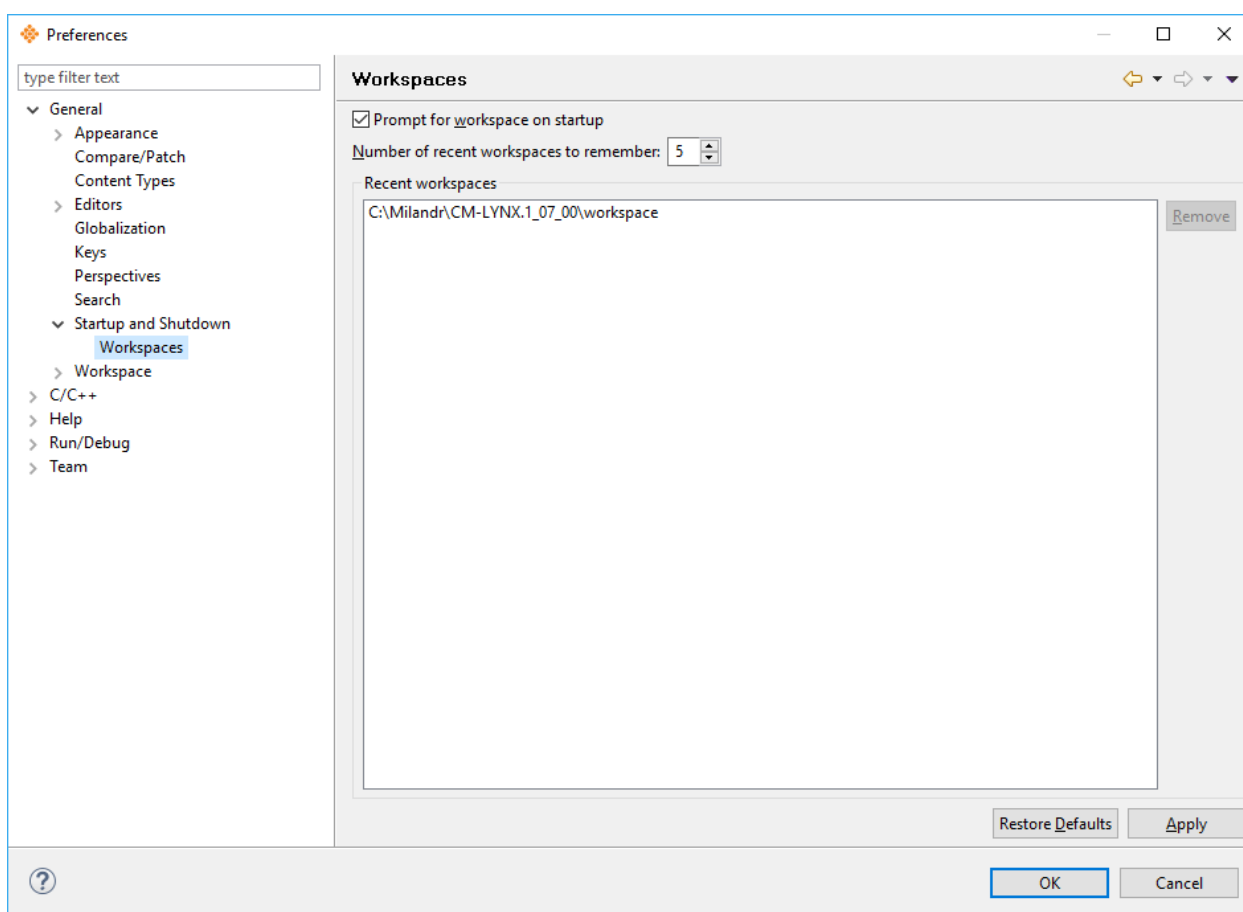 Preferences
type filter text
General
Appearance
Compare/Patch
Content Types
Editors
Globalization
Keys
Perspectives
Search
Startup and Shutdown
Workspaces
Workspace
C/C++
Help
Run/Debug
Team
Workspaces
Prompt for workspace on startup
Number of recent workspaces to remember: 5
Recent workspaces
C:\Milandr\CM-LYNX.1_07_00\workspace
Remove
Restore Defaults
Apply
?
OK
Cancel